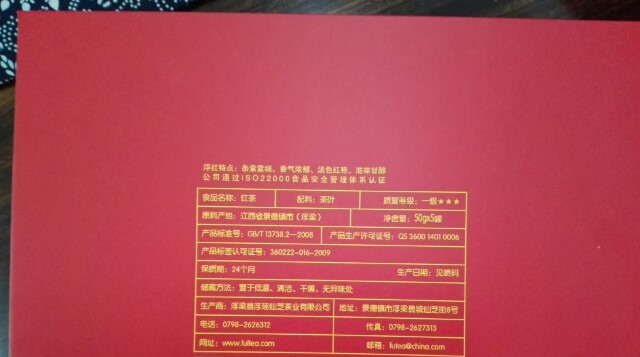 浮红特点：条索紧细、香气浓郁、汤色红艳、滋味甘醇
公司通过ISO22000食品安全管理体系认证
食品名称：红茶 配料：茶叶 质量等级：一级★★★
原料产地：江西省景德镇市（浮梁） 净含量：50gx5罐
产品标准号：GB/T 13738.2—2008 产品生产许可证号：QS 3600 1401 0006
产品标签认可证号：360222-016-2009
保质期：24个月 生产日期：见喷码
储藏方法：置于低温、清洁、干燥、无异味处
生产商：浮梁县浮瑶仙芝茶业有限公司 地址：景德镇市浮梁县城仙芝街8号
电话：0798-2626312 传真：0798-2627313
网址：www.fultea.com 邮箱：futea@china.com